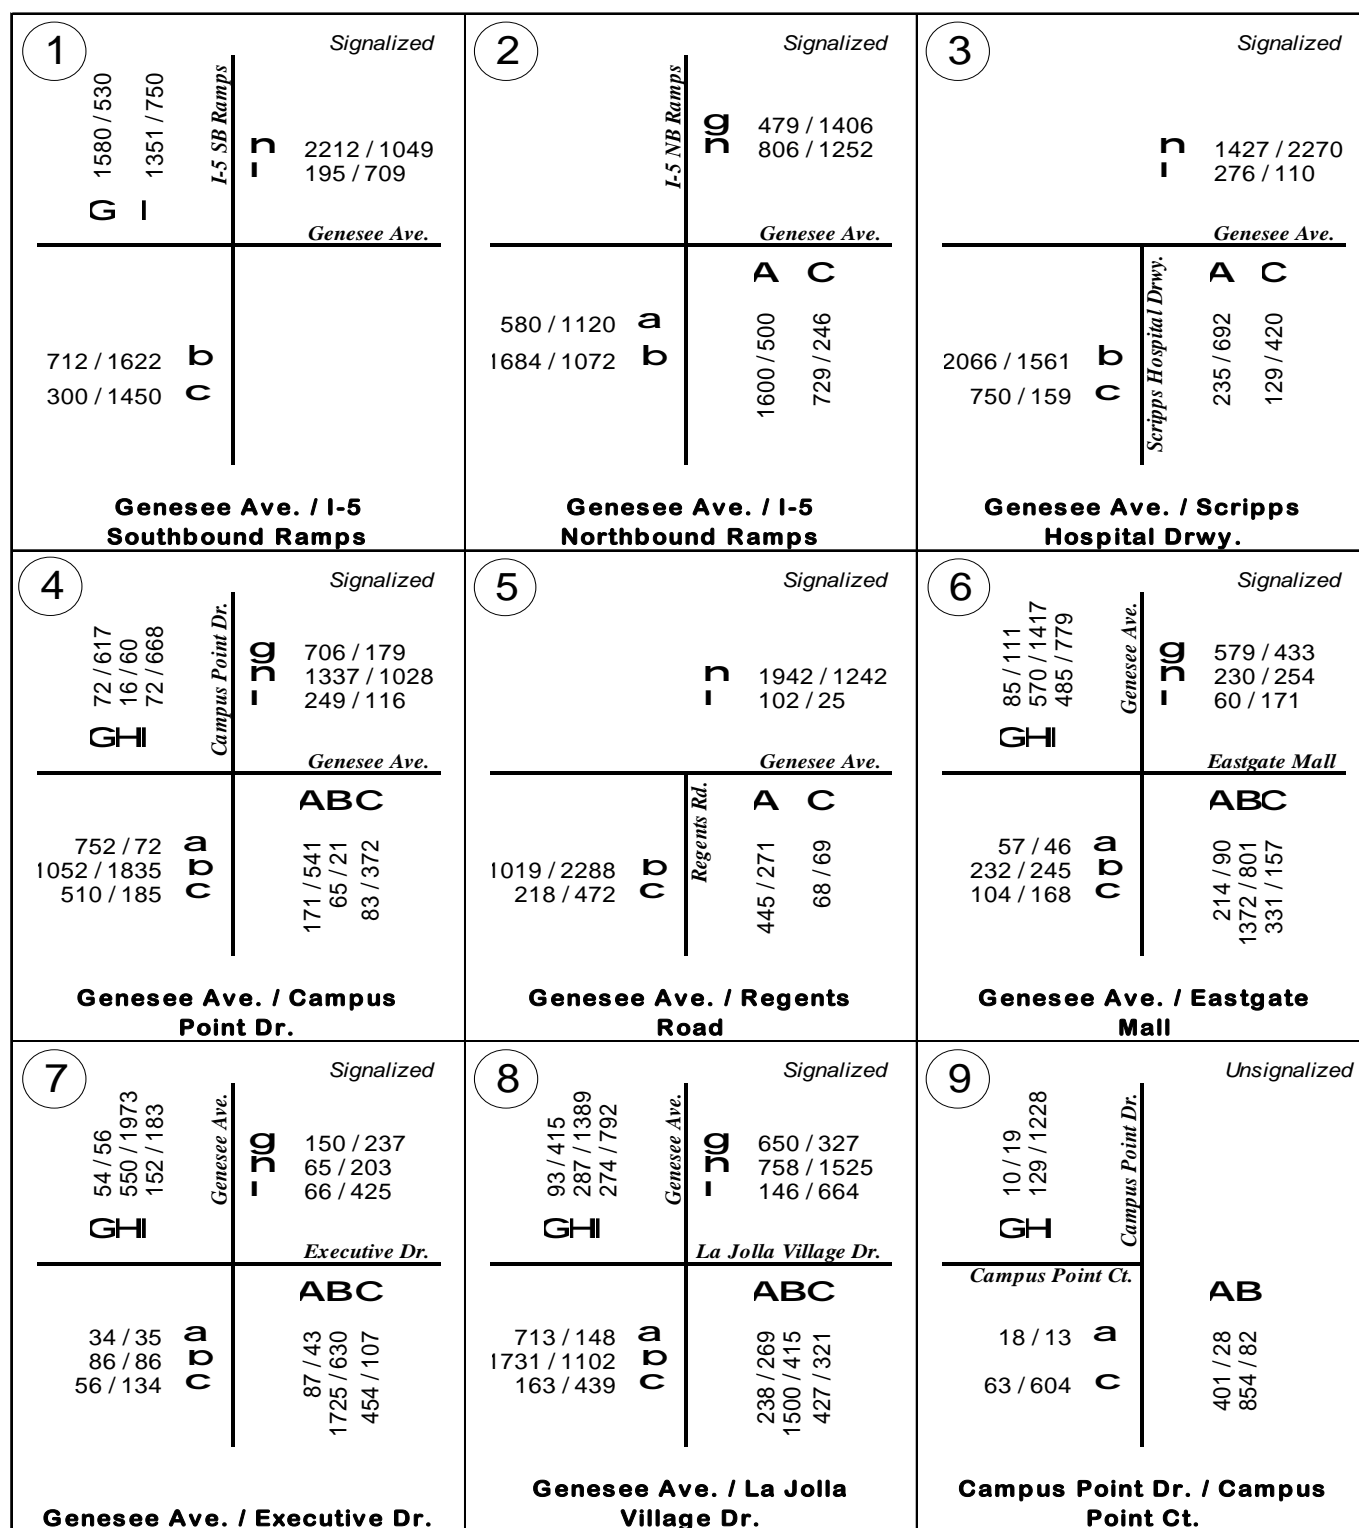 1
Signalized
1580 / 530
1351 / 750
I-5 SB Ramps
n 2212 / 1049
l 195 / 709
G I
Genesee Ave.
712 / 1622 b
300 / 1450 c
Genesee Ave. / I-5
Southbound Ramps
2
Signalized
I-5 NB Ramps
g 479 / 1406
n 806 / 1252
Genesee Ave.
A C
580 / 1120 a
1684 / 1072 b
1600 / 500
729 / 246
Genesee Ave. / I-5
Northbound Ramps
3
Signalized
n 1427 / 2270
l 276 / 110
Genesee Ave.
Scripps Hospital Drwy.
A C
2066 / 1561 b
750 / 159 c
235 / 692
129 / 420
Genesee Ave. / Scripps
Hospital Drwy.
4
Signalized
72 / 617
16 / 60
72 / 668
Campus Point Dr.
g 706 / 179
n 1337 / 1028
l 249 / 116
GHI
Genesee Ave.
ABC
752 / 72 a
1052 / 1835 b
510 / 185 c
171 / 541
65 / 21
83 / 372
Genesee Ave. / Campus
Point Dr.
5
Signalized
n 1942 / 1242
l 102 / 25
Genesee Ave.
Regents Rd.
A C
1019 / 2288 b
218 / 472 c
445 / 271
68 / 69
Genesee Ave. / Regents
Road
6
Signalized
85 / 111
570 / 1417
485 / 779
Genesee Ave.
g 579 / 433
n 230 / 254
l 60 / 171
GHI
Eastgate Mall
ABC
57 / 46 a
232 / 245 b
104 / 168 c
214 / 90
1372 / 801
331 / 157
Genesee Ave. / Eastgate
Mall
7
Signalized
54 / 56
550 / 1973
152 / 183
Genesee Ave.
g 150 / 237
n 65 / 203
l 66 / 425
GHI
Executive Dr.
ABC
34 / 35 a
86 / 86 b
56 / 134 c
87 / 43
1725 / 630
454 / 107
Genesee Ave. / Executive Dr.
8
Signalized
93 / 415
287 / 1389
274 / 792
Genesee Ave.
g 650 / 327
n 758 / 1525
l 146 / 664
GHI
La Jolla Village Dr.
ABC
713 / 148 a
1731 / 1102 b
163 / 439 c
238 / 269
1500 / 415
427 / 321
Genesee Ave. / La Jolla
Village Dr.
9
Unsignalized
10 / 19
129 / 1228
Campus Point Dr.
GH
Campus Point Ct.
AB
18 / 13 a
63 / 604 c
401 / 28
854 / 82
Campus Point Dr. / Campus
Point Ct.